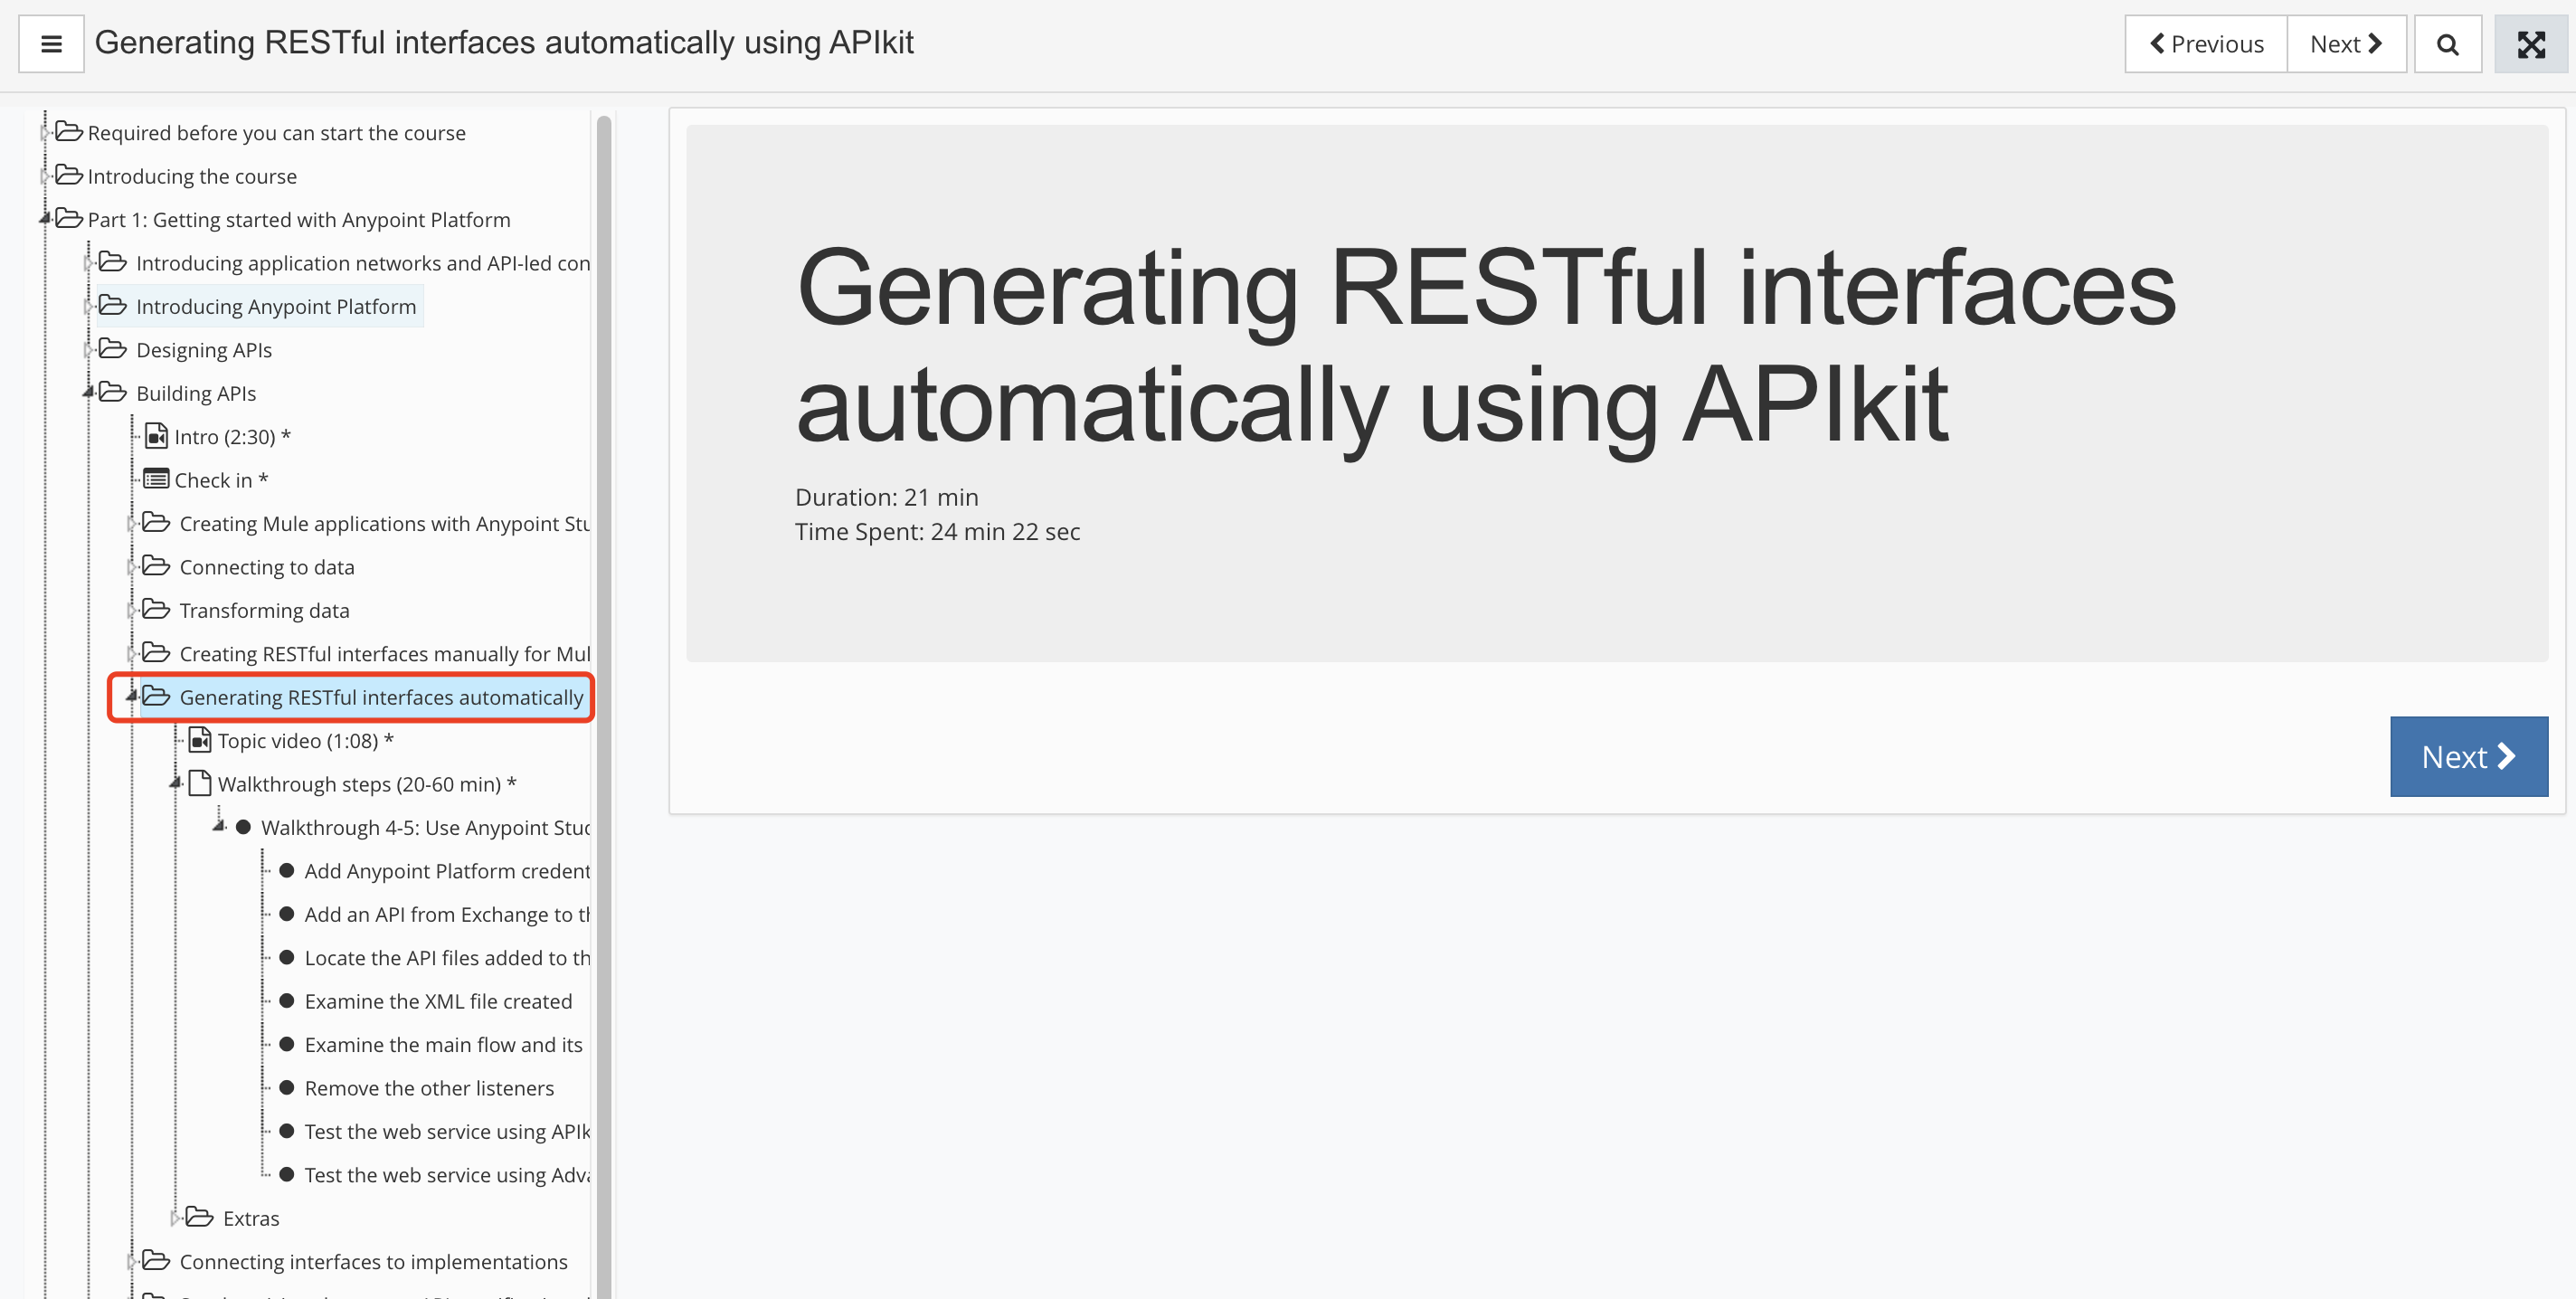 Generating RESTful interfaces automatically using APIkit
Previous
Next
Required before you can start the course
Introducing the course
Part 1: Getting started with Anypoint Platform
Introducing application networks and API-led con
Introducing Anypoint Platform
Designing APIs
Building APIs
Intro (2:30) *
Check in *
Creating Mule applications with Anypoint Stu
Connecting to data
Transforming data
Creating RESTful interfaces manually for Mul
Generating RESTful interfaces automatically
Topic video (1:08) *
Walkthrough steps (20-60 min) *
Walkthrough 4-5: Use Anypoint Stud
Add Anypoint Platform credent
Add an API from Exchange to th
Locate the API files added to th
Examine the XML file created
Examine the main flow and its
Remove the other listeners
Test the web service using APIk
Test the web service using Adva
Extras
Connecting interfaces to implementations
Generating RESTful interfaces
automatically using APIkit
Duration: 21 min
Time Spent: 24 min 22 sec
Next